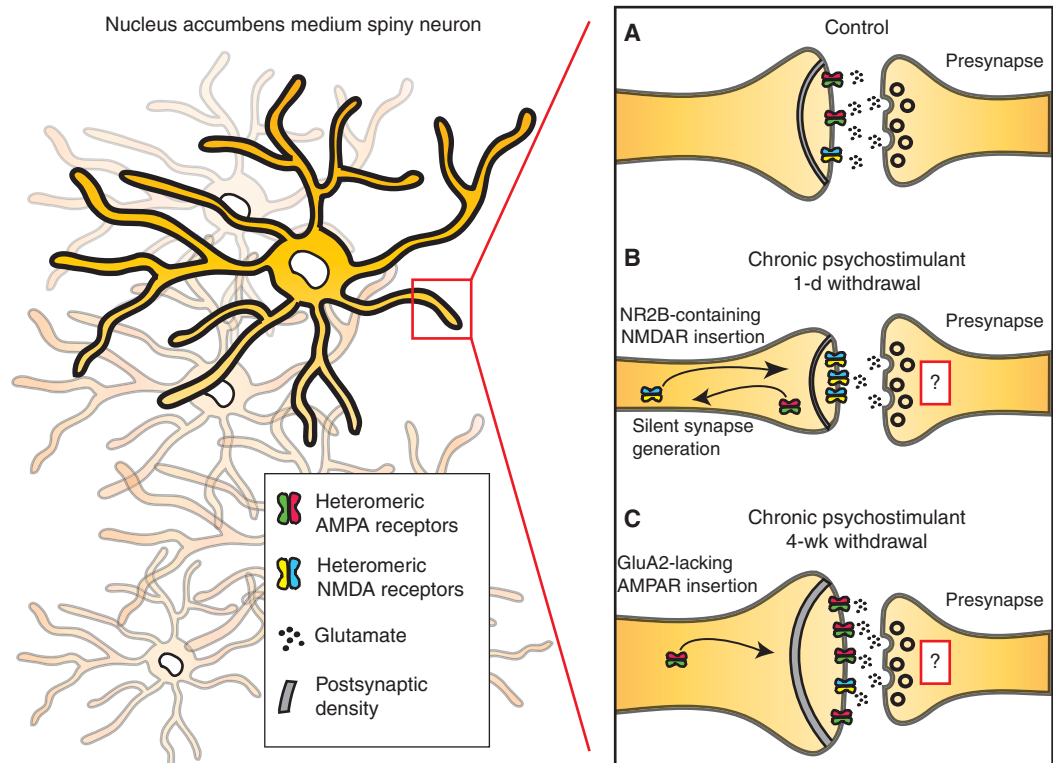 Nucleus accumbens medium spiny neuron
Heteromeric
AMPA receptors
Heteromeric
NMDA receptors
Glutamate
Postsynaptic
density
A
Control
Presynapse
B
Chronic psychostimulant
1-d withdrawal
NR2B-containing
NMDAR insertion
Presynapse
?
Silent synapse
generation
C
Chronic psychostimulant
4-wk withdrawal
GluA2-lacking
AMPAR insertion
Presynapse
?